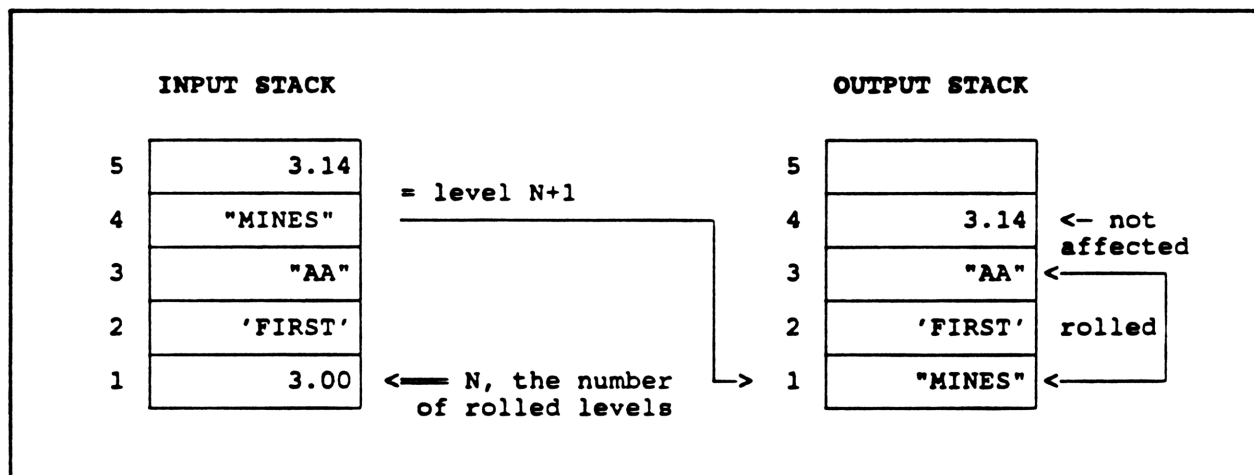 INPUT STACK OUTPUT STACK
5 3.14 5
= level N+1
4 "MINES" 4 3.14 <- not
affected
3 "AA" 3 "AA" <
2 'FIRST' 2 'FIRST' rolled
1 3.00 <== N, the number > 1 "MINES" <
of rolled levels